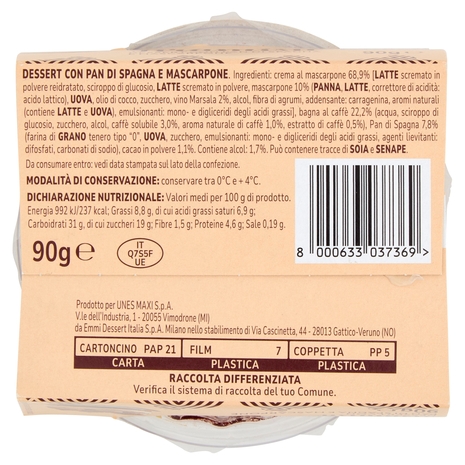 DESSERT CON PAN DI SPAGNA E MASCARPONE. Ingredienti: crema al mascarpone 68,9% (LATTE scremato in
polvere reidratato, sciroppo di glucosio, LATTE scremato in polvere, mascarpone 10% (PANNA, LATTE, correttore di acidità:
acido lattico), UOVA, olio di cocco, zucchero, vino Marsala 2%, alcol, fibra di agrumi, addensante: carragenina, aromi naturali
(contiene LATTE e UOVA), emulsionanti: mono- e digliceridi degli acidi grassi), bagna al caffè 22,2% (acqua, sciroppo di
glucosio, zucchero, alcol, caffè solubile 3,0%, aroma naturale di caffè 1,0%, estratto di caffè 0,5%), Pan di Spagna 7,8%
(farina di GRANO tenero tipo "0", UOVA, zucchero, emulsionante: mono- e digliceridi degli acidi grassi, agenti lievitanti:
difosfati, carbonato di sodio), cacao in polvere 1,1%. Contiene alcol: 1,7%. Può contenere tracce di SOIA e SENAPE.
Da consumare entro: vedi data stampata sul lato della confezione.
MODALITÀ DI CONSERVAZIONE: conservare tra 0°C e + 4°C.
DICHIARAZIONE NUTRIZIONALE: Valori medi per 100 g di prodotto.
Energia 992 kJ/237 kcal; Grassi 8,8 g, di cui acidi grassi saturi 6,9 g;
Carboidrati 31 g, di cui zuccheri 19 g; Fibre 1,5 g; Proteine 4,6 g; Sale 0,19 g.
8 000633 037369 >
90g e
IT
Q755F
UE
Prodotto per UNES MAXI S.p.A.
V.le dell'Industria, 1 - 20055 Vimodrone (MI)
da Emmi Dessert Italia S.p.A. Milano nello stabilimento di Via Cascinetta, 44 - 28013 Gattico-Veruno (NO)
CARTONCINO PAP 21 FILM 7 COPPETTA PP 5
CARTA PLASTICA PLASTICA
RACCOLTA DIFFERENZIATA
Verifica il sistema di raccolta del tuo Comune.